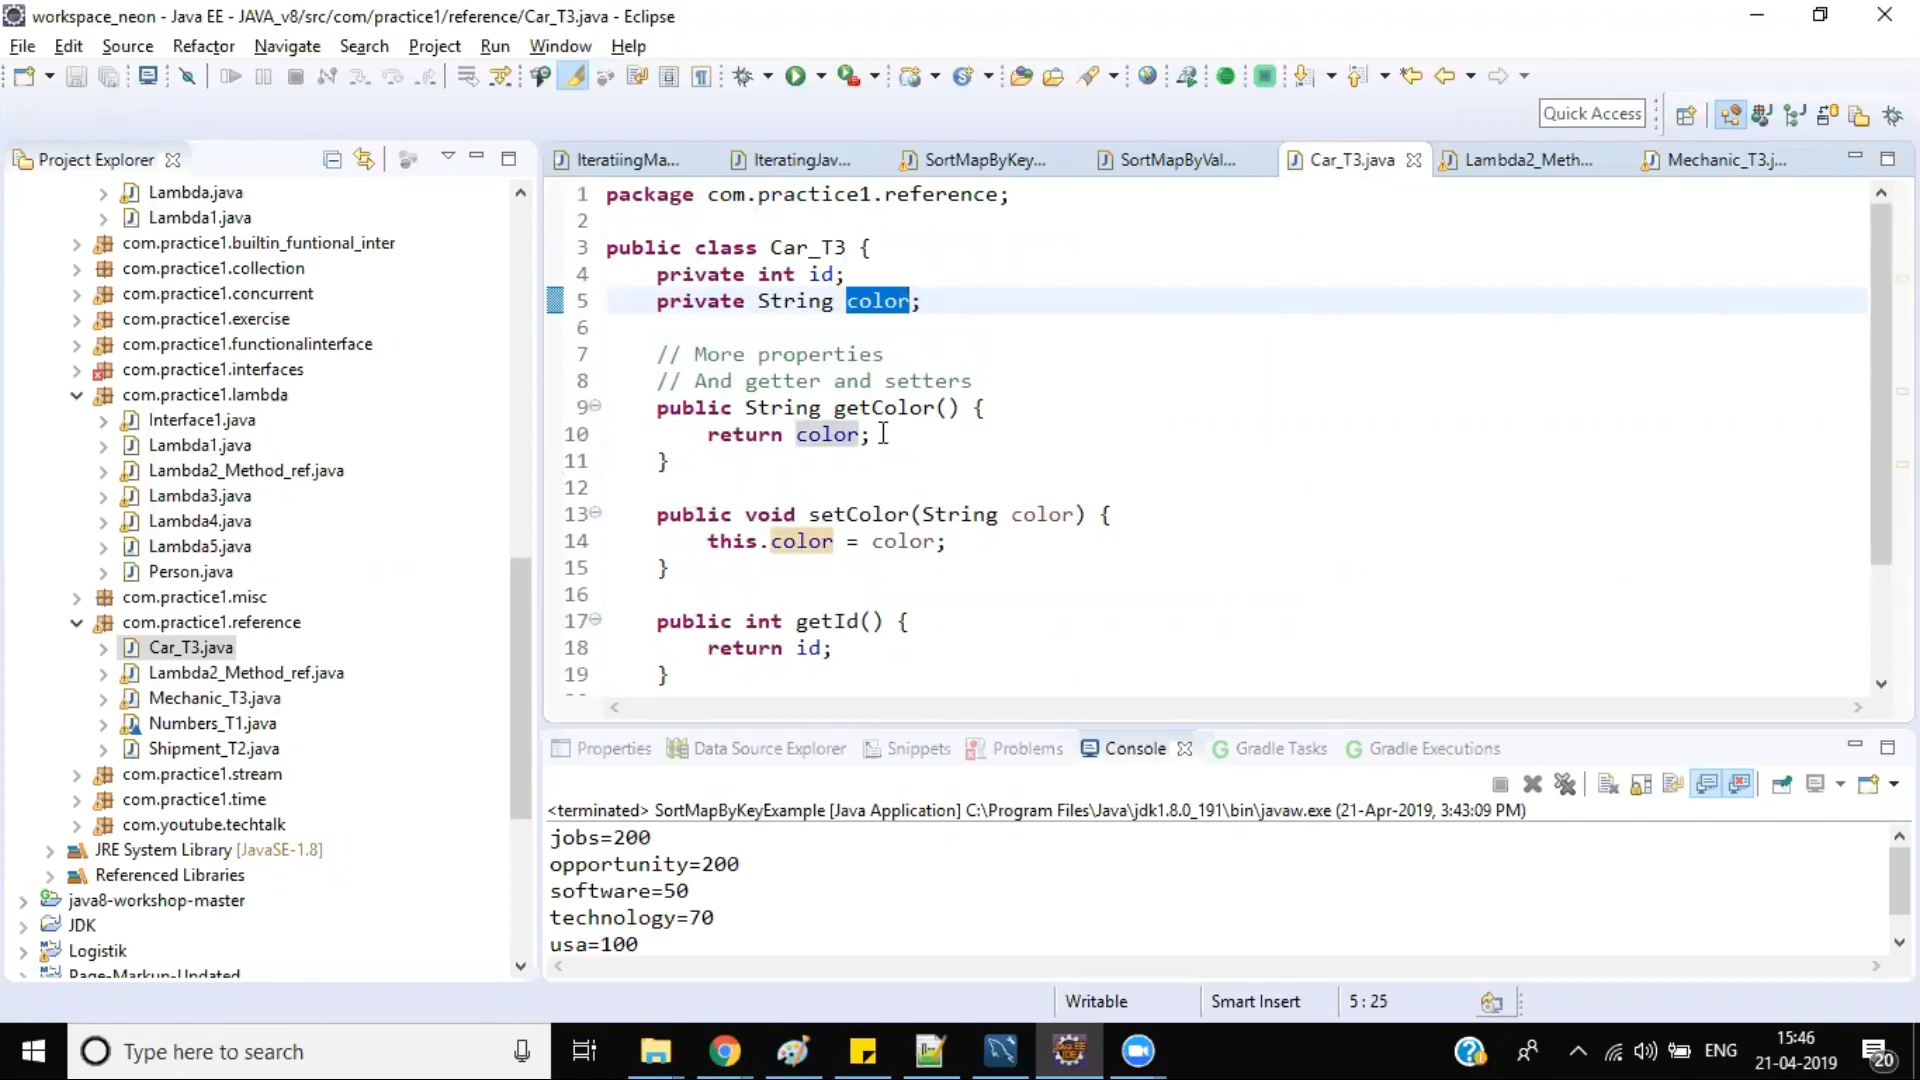 workspace_neon - Java EE - JAVA_v8/src/com/practice1/reference/Car_T3.java - Eclipse
File Edit Source Refactor Navigate Search Project Run Window Help
Quick Access
Project Explorer
IteratiingMa...
IteratingJav...
SortMapByKey...
SortMapByVal...
Car_T3.java
Lambda2_Meth...
Mechanic_T3.j...
Lambda.java
Lambda1.java
com.practice1.builtin_funtional_inter
com.practice1.collection
com.practice1.concurrent
com.practice1.exercise
com.practice1.functionalinterface
com.practice1.interfaces
com.practice1.lambda
Interface1.java
Lambda1.java
Lambda2_Method_ref.java
Lambda3.java
Lambda4.java
Lambda5.java
Person.java
com.practice1.misc
com.practice1.reference
Car_T3.java
Lambda2_Method_ref.java
Mechanic_T3.java
Numbers_T1.java
Shipment_T2.java
com.practice1.stream
com.practice1.time
com.youtube.techtalk
JRE System Library [JavaSE-1.8]
Referenced Libraries
java8-workshop-master
JDK
Logistik
Page-Markup-Updated
1 package com.practice1.reference;
2
3 public class Car_T3 {
4 private int id;
5 private String color;
6
7 // More properties
8 // And getter and setters
9 public String getColor() {
10 return color;
11 }
12
13 public void setColor(String color) {
14 this.color = color;
15 }
16
17 public int getId() {
18 return id;
19 }
Properties
Data Source Explorer
Snippets
Problems
Console
Gradle Tasks
Gradle Executions
<terminated> SortMapByKeyExample [Java Application] C:\Program Files\Java\jdk1.8.0_191\bin\javaw.exe (21-Apr-2019, 3:43:09 PM)
jobs=200
opportunity=200
software=50
technology=70
usa=100
Writable
Smart Insert
5 : 25
Type here to search
ENG
15:46
21-04-2019
20